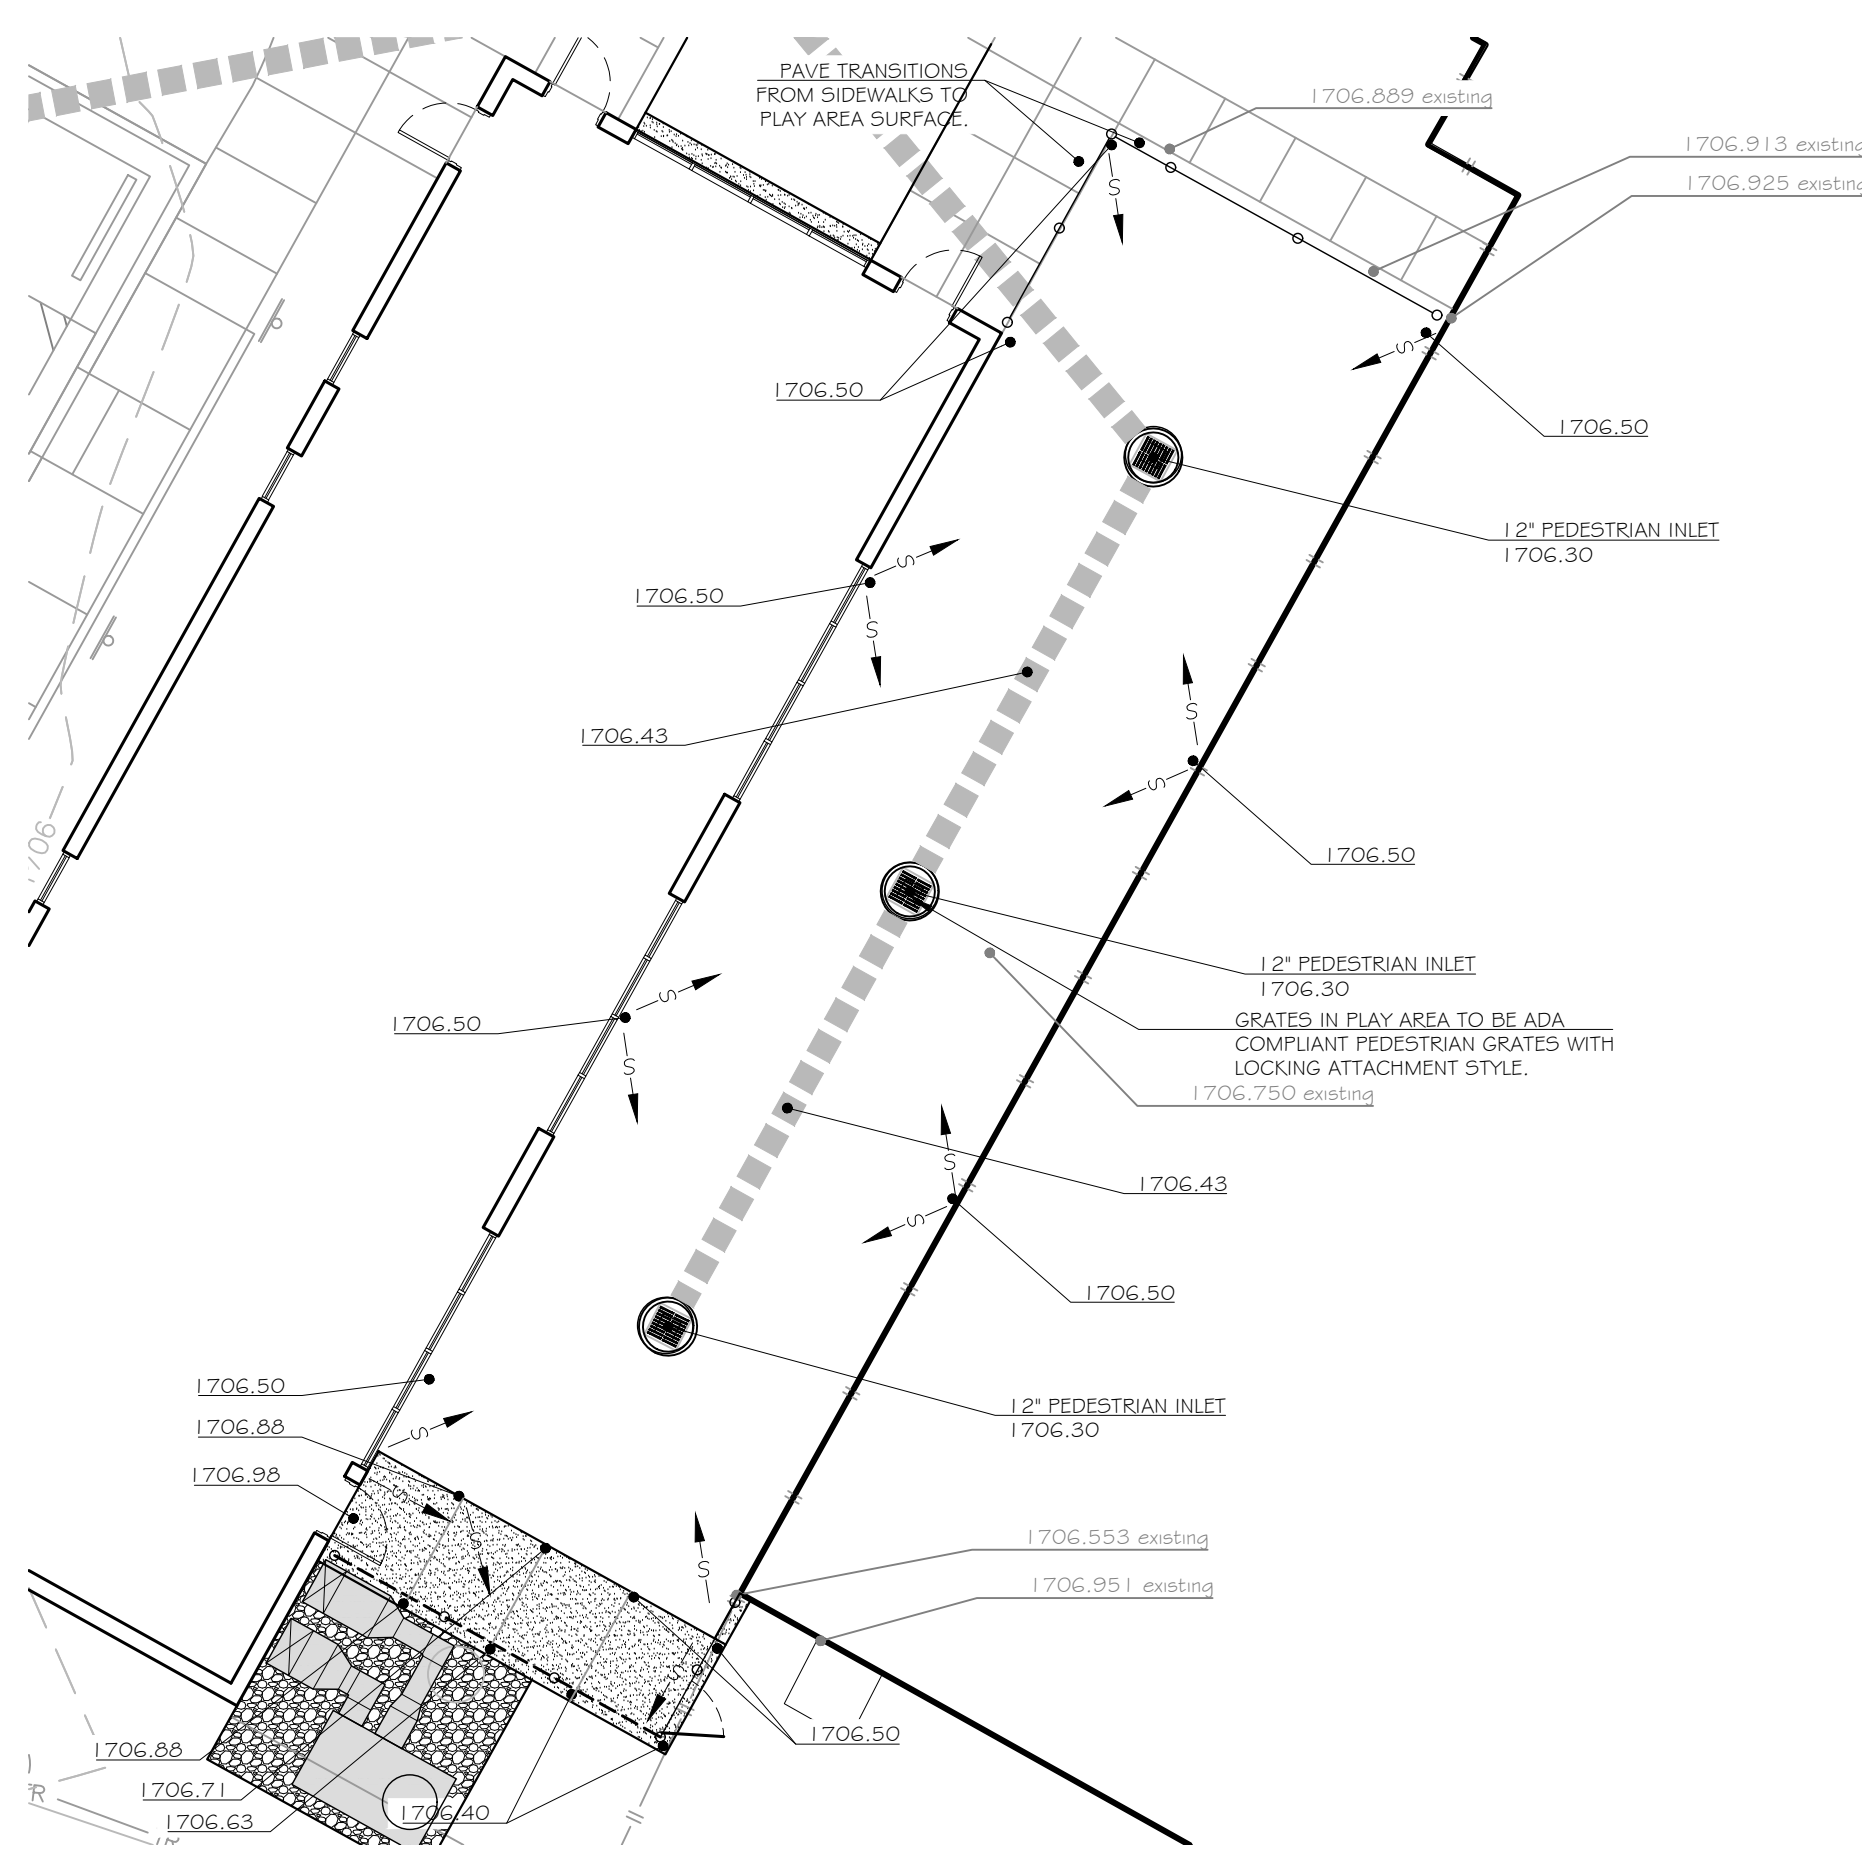 PAVE TRANSITIONS
FROM SIDEWALKS TO
PLAY AREA SURFACE.
1706.889 existing
1706.913 existing
1706.925 existing
S
S
1706.50
1706.50
12" PEDESTRIAN INLET
1706.30
S
1706.50
S
S
1706.43
S
1706
1706.50
12" PEDESTRIAN INLET
1706.30
S
1706.50
GRATES IN PLAY AREA TO BE ADA
COMPLIANT PEDESTRIAN GRATES WITH
LOCKING ATTACHMENT STYLE.
S
1706.750 existing
S
1706.43
S
1706.50
1706.50
12" PEDESTRIAN INLET
1706.30
1706.88
S
1706.98
S
S
S
1706.553 existing
1706.951 existing
S
1706.50
1706.88
1706.71
1706.40
1706.63
R